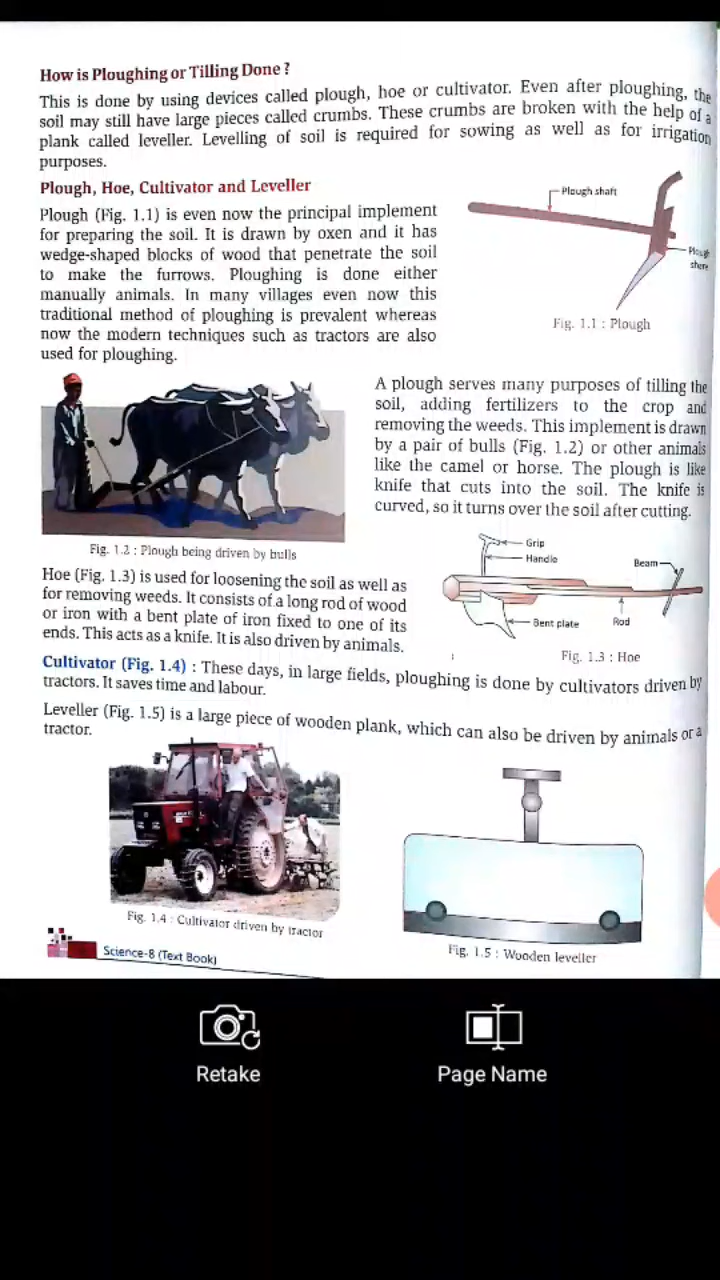 How is Ploughing or Tilling Done ?
This is done by using devices called plough, hoe or cultivator. Even after ploughing, the
soil may still have large pieces called crumbs. These crumbs are broken with the help of a
plank called leveller. Levelling of soil is required for sowing as well as for irrigation
purposes.
Plough, Hoe, Cultivator and Leveller
Plough (Fig. 1.1) is even now the principal implement
for preparing the soil. It is drawn by oxen and it has
wedge-shaped blocks of wood that penetrate the soil
to make the furrows. Ploughing is done either
manually animals. In many villages even now this
traditional method of ploughing is prevalent whereas
now the modern techniques such as tractors are also
used for ploughing.
Plough shaft
Plough
shere
Fig. 1.1 : Plough
A plough serves many purposes of tilling the
soil, adding fertilizers to the crop and
removing the weeds. This implement is drawn
by a pair of bulls (Fig. 1.2) or other animals
like the camel or horse. The plough is like
knife that cuts into the soil. The knife is
curved, so it turns over the soil after cutting.
Fig. 1.2 : Plough being driven by bulls
Hoe (Fig. 1.3) is used for loosening the soil as well as
for removing weeds. It consists of a long rod of wood
or iron with a bent plate of iron fixed to one of its
ends. This acts as a knife. It is also driven by animals.
Grip
Handle
Beam
Bent plate
Rod
Fig. 1.3 : Hoe
Cultivator (Fig. 1.4) : These days, in large fields, ploughing is done by cultivators driven by
tractors. It saves time and labour.
Leveller (Fig. 1.5) is a large piece of wooden plank, which can also be driven by animals or a
tractor.
Fig. 1.4 : Cultivator driven by tractor
Fig. 1.5 : Wooden leveller
Science-8 (Text Book)
Retake
Page Name